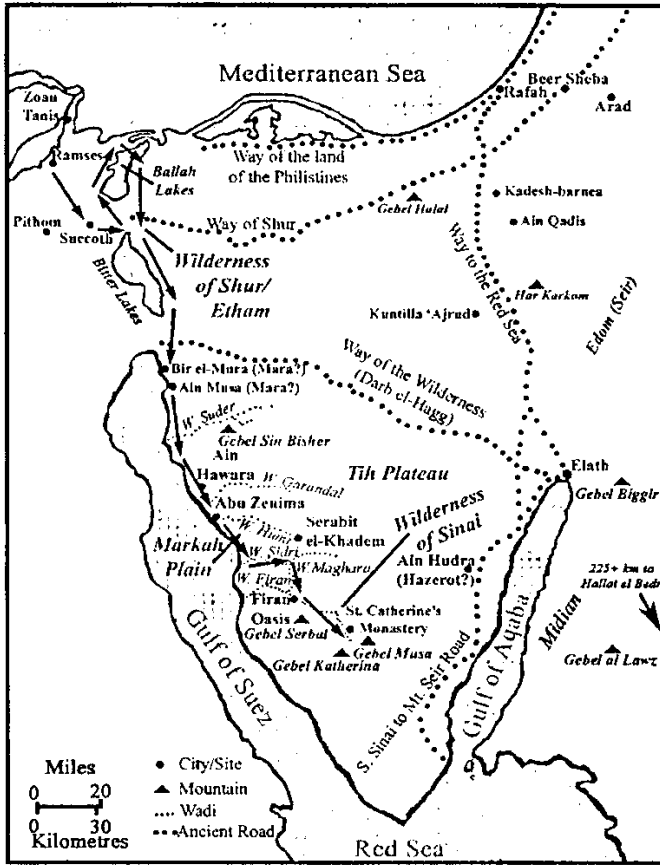 Mediterranean Sea
Zoan
Tanis
Ramses
Ballah
Lakes
Way of the land
of the Philistines
Rafah
Beer Sheba
Arad
Gebel Hulal
Kadesh-barnea
Ain Qadis
Pithom
Succoth
Way of Shur
Bitter Lakes
Wilderness
of Shur/
Etham
Way to the Red Sea
Har Karkom
Kuntilla 'Ajrud
Edom (Seir)
Bir el-Mura (Mara?)
Ain Musa (Mara?)
Way of the Wilderness
(Darb el-Hagg)
W. Suder
Gebel Sin Bisher
Ain
Hawara
W. Garandal
Tih Plateau
Elath
Gebel Biggir
Abu Zenima
Serabit
el-Khadem
Wilderness
of Sinai
Markah
Plain
W. Humr
W. Sidri
W. Maghara
W. Firan
Ain Hudra
(Hazerot?)
225+ km to
Hallat el Badr
Firan
Oasis
Gebel Serbal
St. Catherine's
Monastery
Gebel Musa
Gebel Katherina
Midian
Gebel al Lawz
Gulf of Suez
Gulf of Aqaba
S. Sinai to Mt. Seir Road
Miles
0 20
0 30
Kilometres
City/Site
Mountain
Wadi
Ancient Road
Red Sea